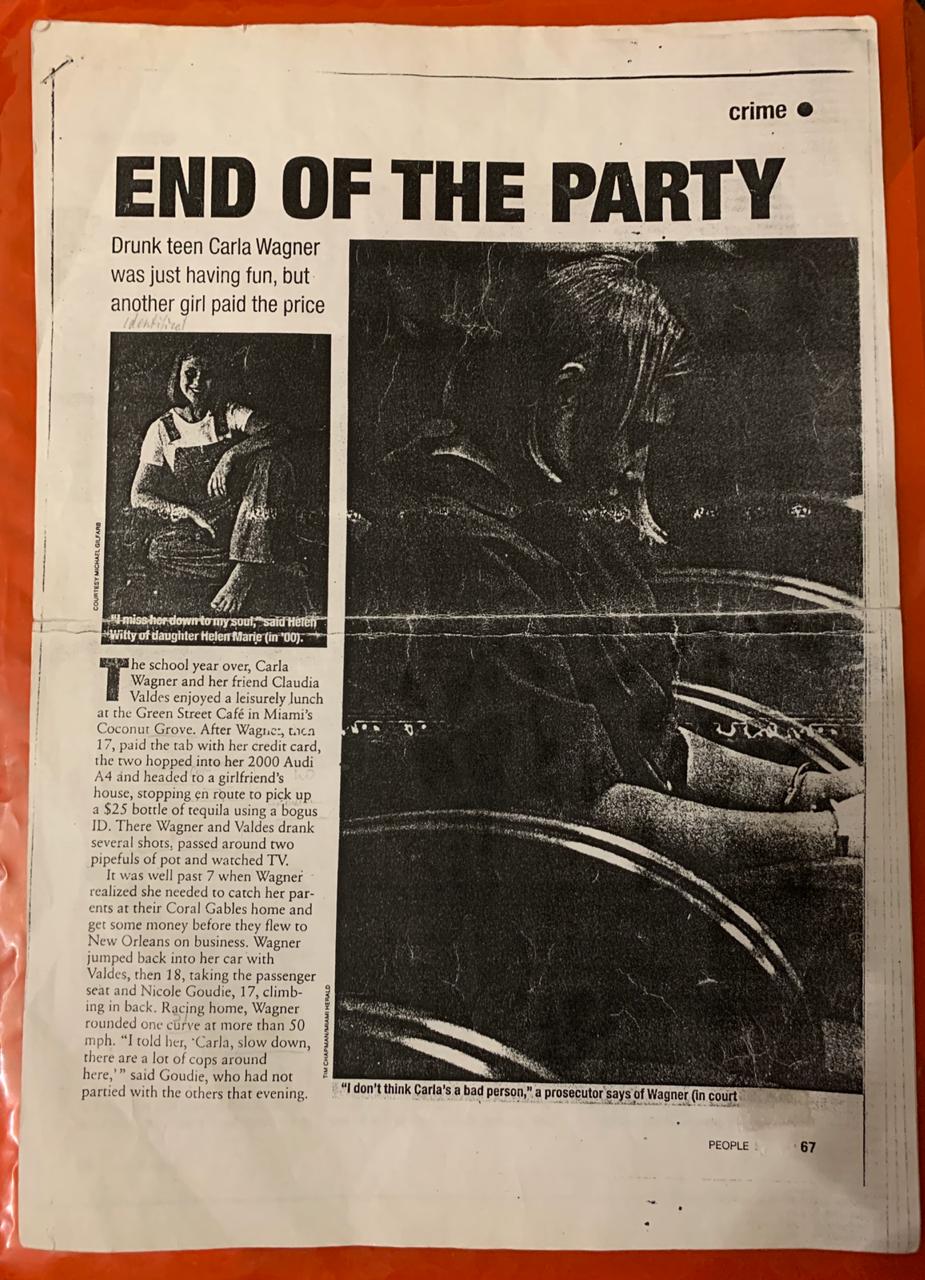 crime ●
END OF THE PARTY
Drunk teen Carla Wagner
was just having fun, but
another girl paid the price
identified
COURTESY MICHAEL GILFARB
"I miss her down to my soul," said Helen
Witty of daughter Helen Marie (in '00).
The school year over, Carla
Wagner and her friend Claudia
Valdes enjoyed a leisurely lunch
at the Green Street Café in Miami's
Coconut Grove. After Wagner, then
17, paid the tab with her credit card,
the two hopped into her 2000 Audi
A4 and headed to a girlfriend's
house, stopping en route to pick up
a $25 bottle of tequila using a bogus
ID. There Wagner and Valdes drank
several shots, passed around two
pipefuls of pot and watched TV.
It was well past 7 when Wagner
realized she needed to catch her par-
ents at their Coral Gables home and
get some money before they flew to
New Orleans on business. Wagner
jumped back into her car with
Valdes, then 18, taking the passenger
seat and Nicole Goudie, 17, climb-
ing in back. Racing home, Wagner
rounded one curve at more than 50
mph. "I told her, 'Carla, slow down,
there are a lot of cops around
here,'" said Goudie, who had not
partied with the others that evening.
TIM CHAPMAN/MIAMI HERALD
"I don't think Carla's a bad person," a prosecutor says of Wagner (in court
PEOPLE 67